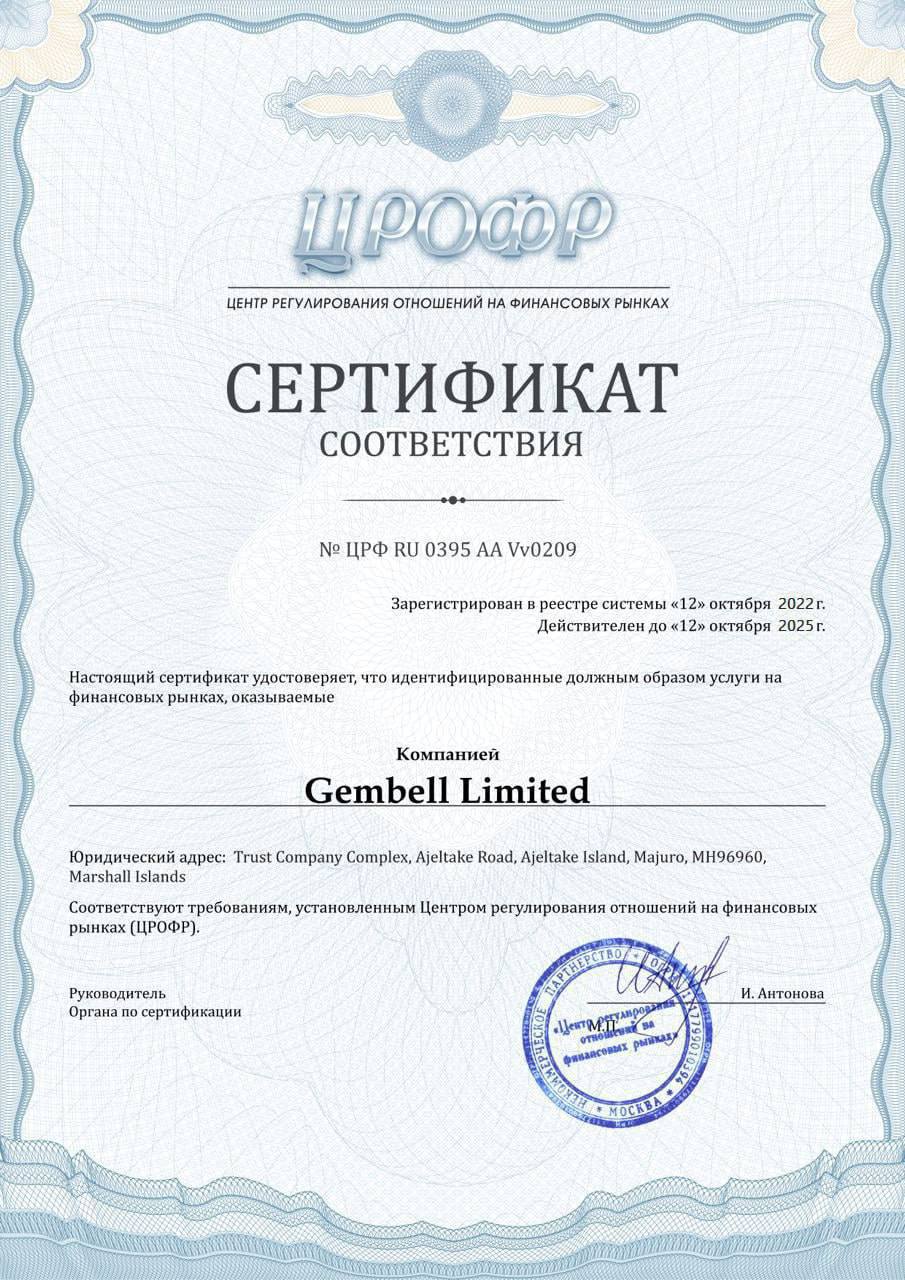 ЦРОФР
ЦЕНТР РЕГУЛИРОВАНИЯ ОТНОШЕНИЙ НА ФИНАНСОВЫХ РЫНКАХ
СЕРТИФИКАТ
СООТВЕТСТВИЯ
№ ЦРФ RU 0395 AA Vv0209
Зарегистрирован в реестре системы «12» октября 2022 г.
Действителен до «12» октября 2025 г.
Настоящий сертификат удостоверяет, что идентифицированные должным образом услуги на
финансовых рынках, оказываемые
Компанией
Gembell Limited
Юридический адрес: Trust Company Complex, Ajeltake Road, Ajeltake Island, Majuro, MH96960,
Marshall Islands
Соответствуют требованиям, установленным Центром регулирования отношений на финансовых
рынках (ЦРОФР).
Руководитель
Органа по сертификации
И. Антонова
М.П.
НЕКОММЕРЧЕСКОЕ ПАРТНЕРСТВО * ОГРН
* МОСКВА *
«Центр регулирования
отношений на
финансовых рынках»